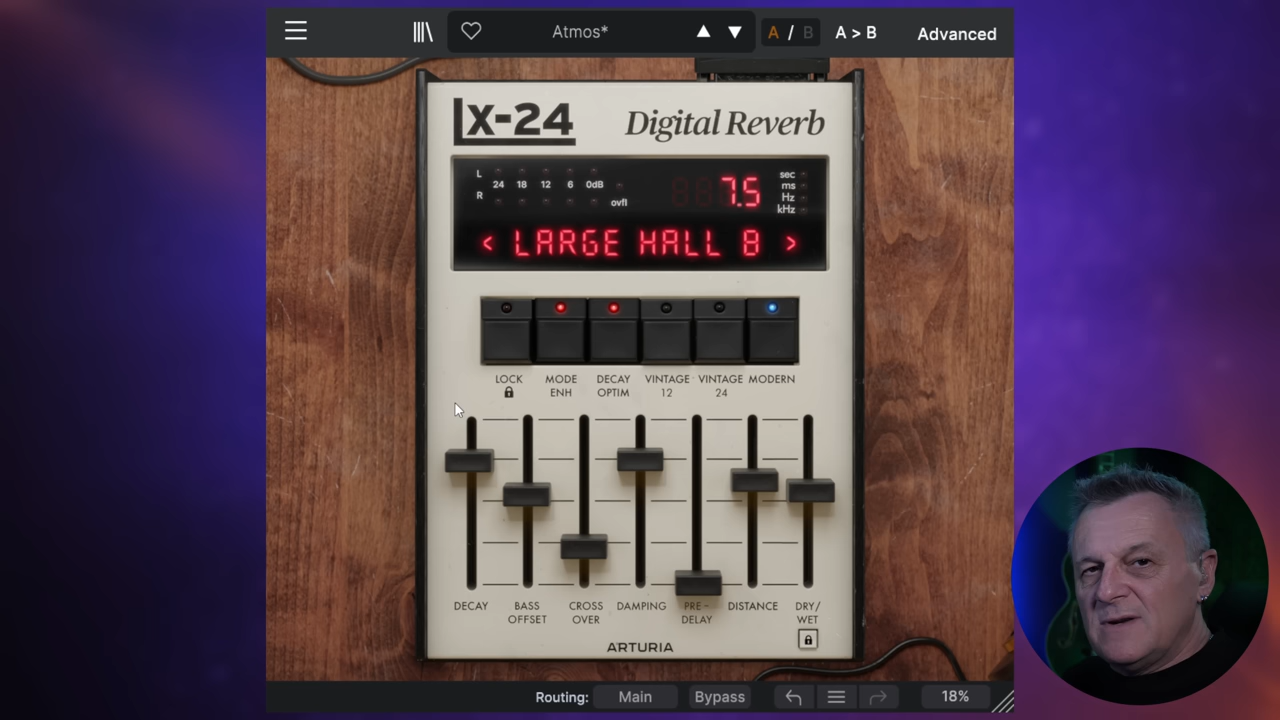 Atmos*
A / B
A > B
Advanced
Lx-24
Digital Reverb
L
24 18 12 6 0dB
R
ovfl
7.5
sec
ms
Hz
kHz
< LARGE HALL 8 >
LOCK
MODE
ENH
DECAY
OPTIM
VINTAGE
12
VINTAGE
24
MODERN
DECAY
BASS
OFFSET
CROSS
OVER
DAMPING
PRE-
DELAY
DISTANCE
DRY/
WET
ARTURIA
Routing: Main Bypass 18%